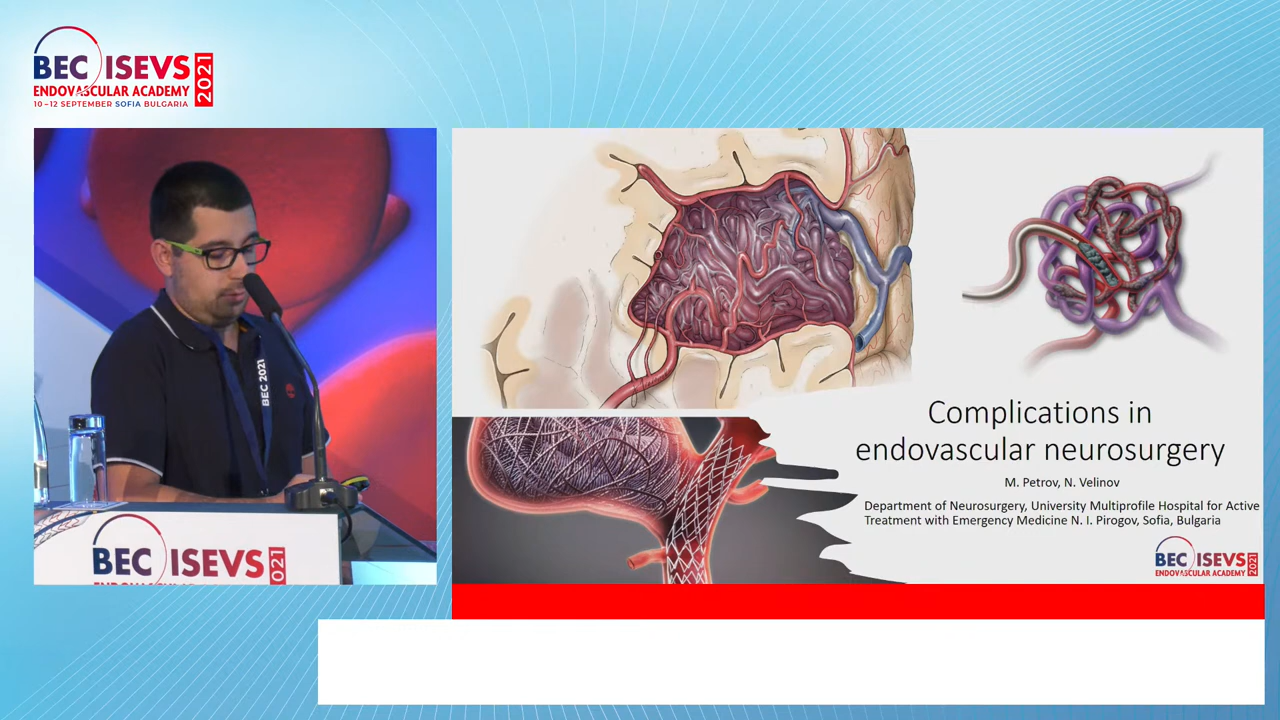 BEC ISEVS 2021
ENDOVASCULAR ACADEMY
10-12 SEPTEMBER SOFIA BULGARIA
BEC 2021
BEC ISEVS
Complications in
endovascular neurosurgery
M. Petrov, N. Velinov
Department of Neurosurgery, University Multiprofile Hospital for Active
Treatment with Emergency Medicine N. I. Pirogov, Sofia, Bulgaria
BEC ISEVS 2021
ENDOVASCULAR ACADEMY